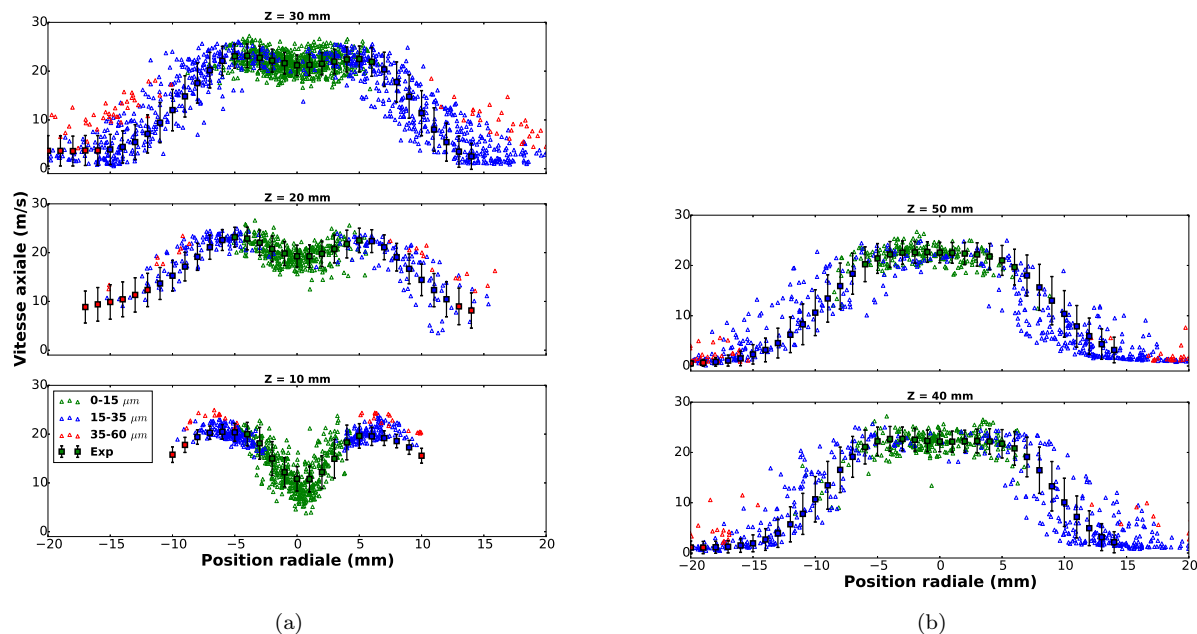 Z = 30 mm
30
20
10
0
Z = 20 mm
30
20
10
0
Vitesse axiale (m/s)
Z = 10 mm
30
20
10
0
0-15 μm
15-35 μm
35-60 μm
Exp
−20 −15 −10 −5 0 5 10 15 20
Position radiale (mm)
(a)
Z = 50 mm
30
20
10
0
Z = 40 mm
30
20
10
0
−20 −15 −10 −5 0 5 10 15 20
Position radiale (mm)
(b)